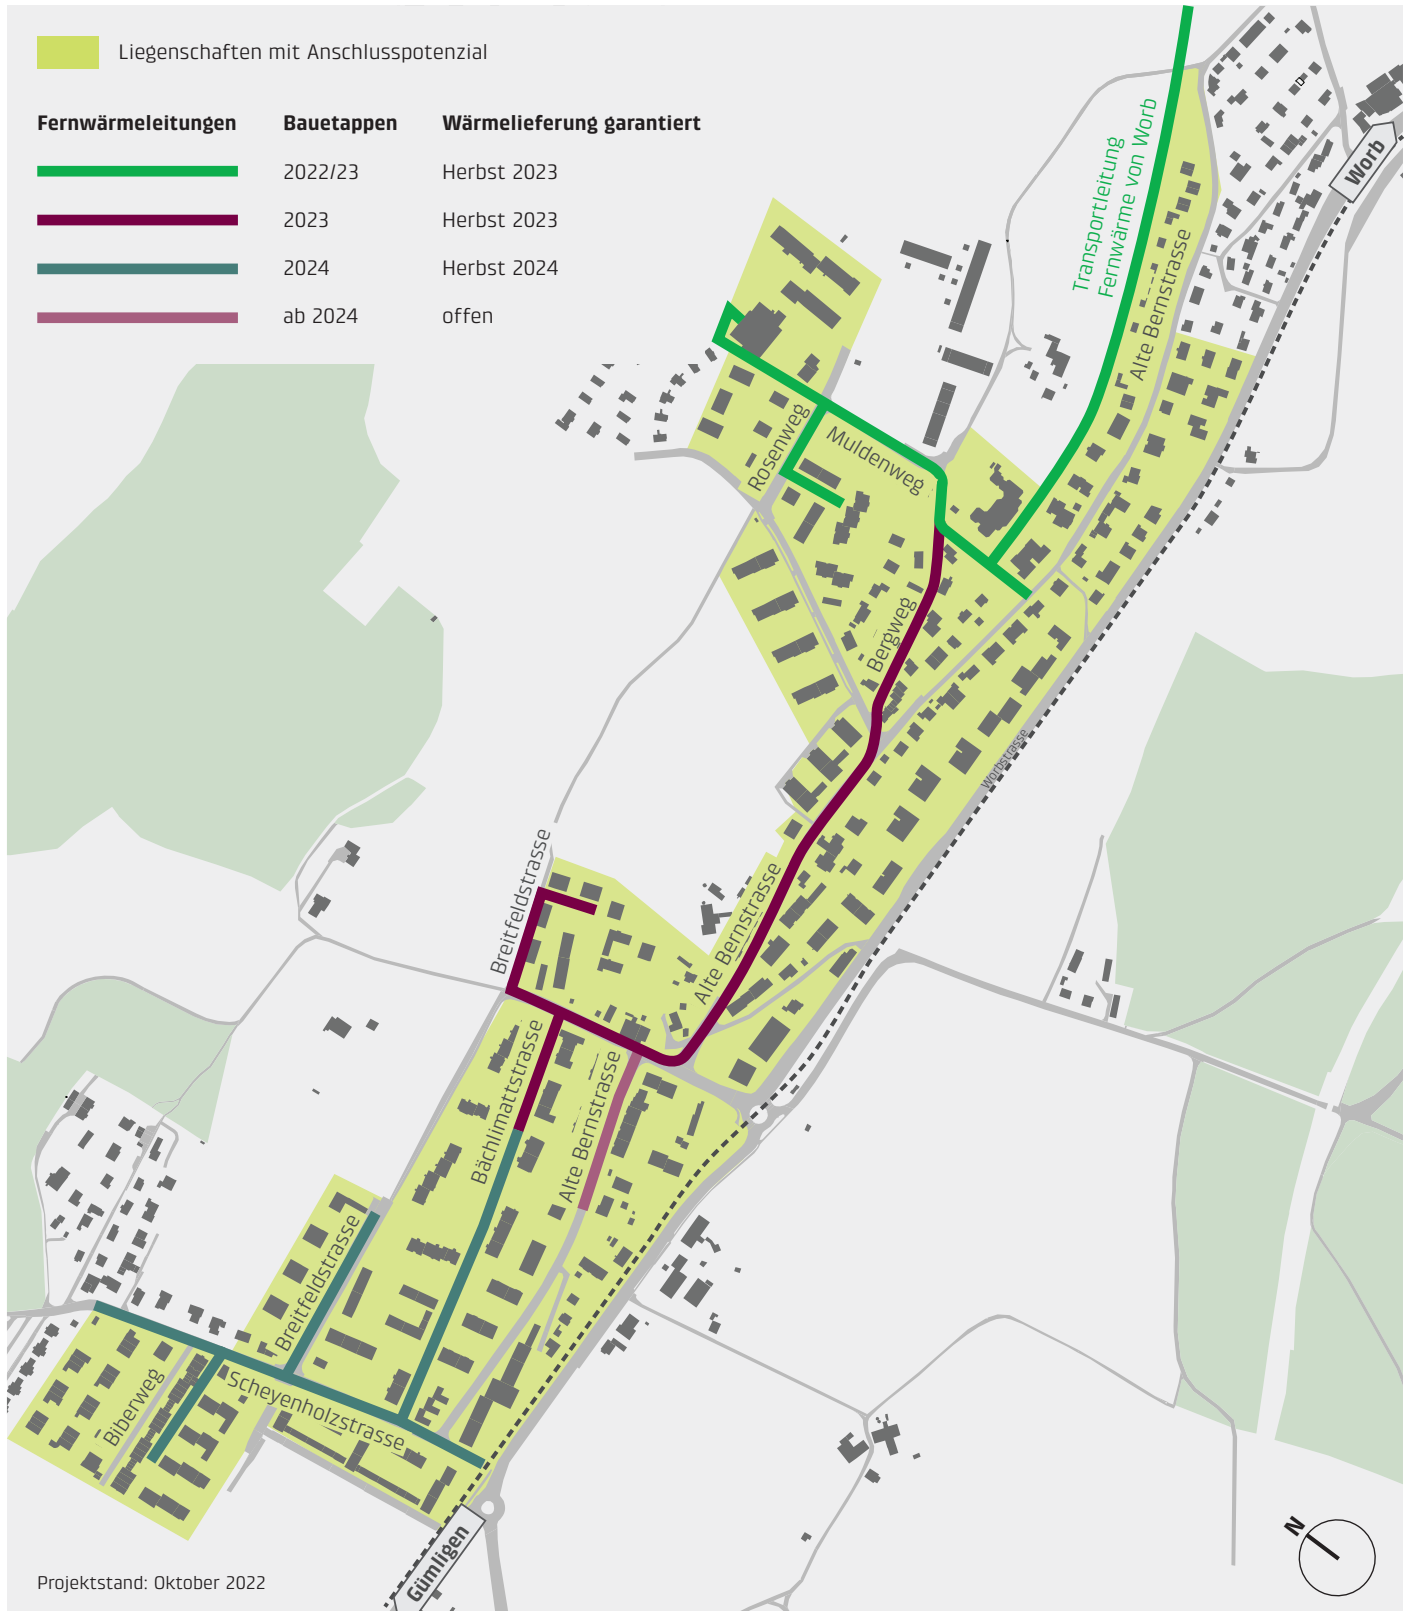 Liegenschaften mit Anschlusspotenzial
Fernwärmeleitungen Bauetappen Wärmelieferung garantiert
2022/23 Herbst 2023
2023 Herbst 2023
2024 Herbst 2024
ab 2024 offen
Transportleitung
Fernwärme von Worb
Worb
Alte Bernstrasse
Rosenweg
Muldenweg
Bergweg
Worbstrasse
Breitfeldstrasse
Alte Bernstrasse
Bächlimattstrasse
Alte Bernstrasse
Breitfeldstrasse
Biberweg
Scheyenholzstrasse
Gümligen
N
Projektstand: Oktober 2022